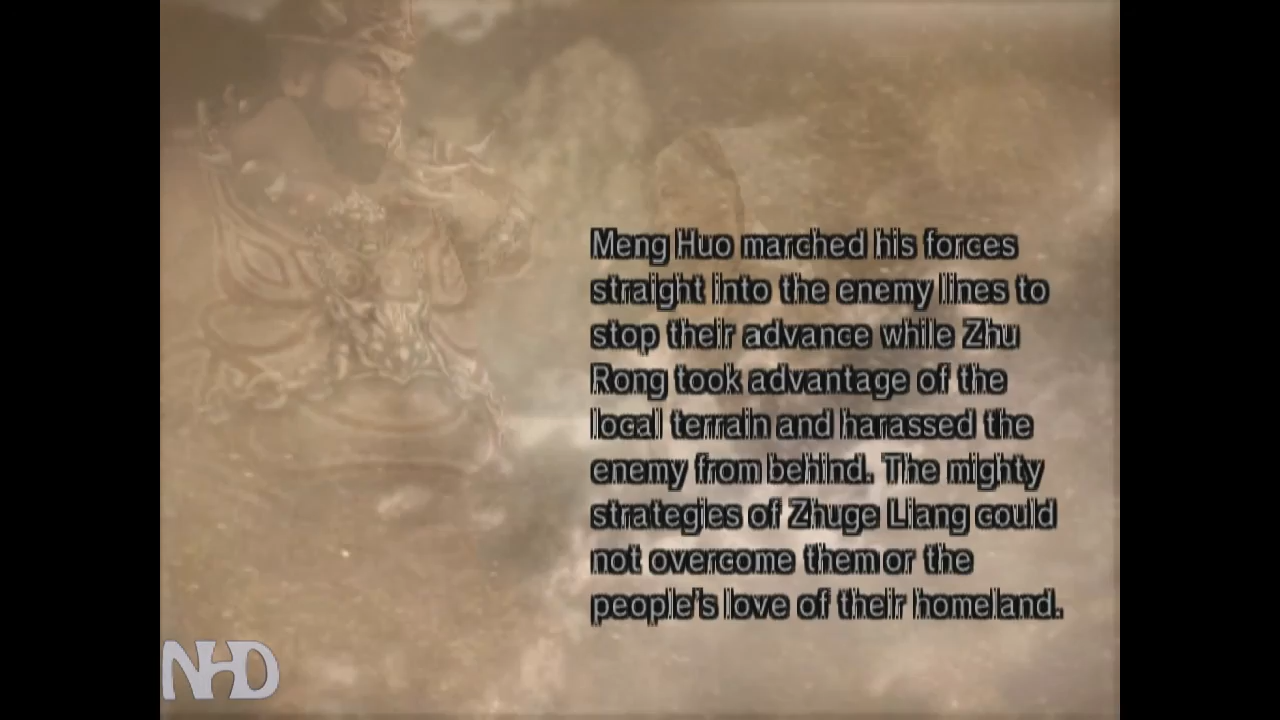 Meng Huo marched his forces
straight into the enemy lines to
stop their advance while Zhu
Rong took advantage of the
local terrain and harassed the
enemy from behind. The mighty
strategies of Zhuge Liang could
not overcome them or the
people's love of their homeland.
NHD